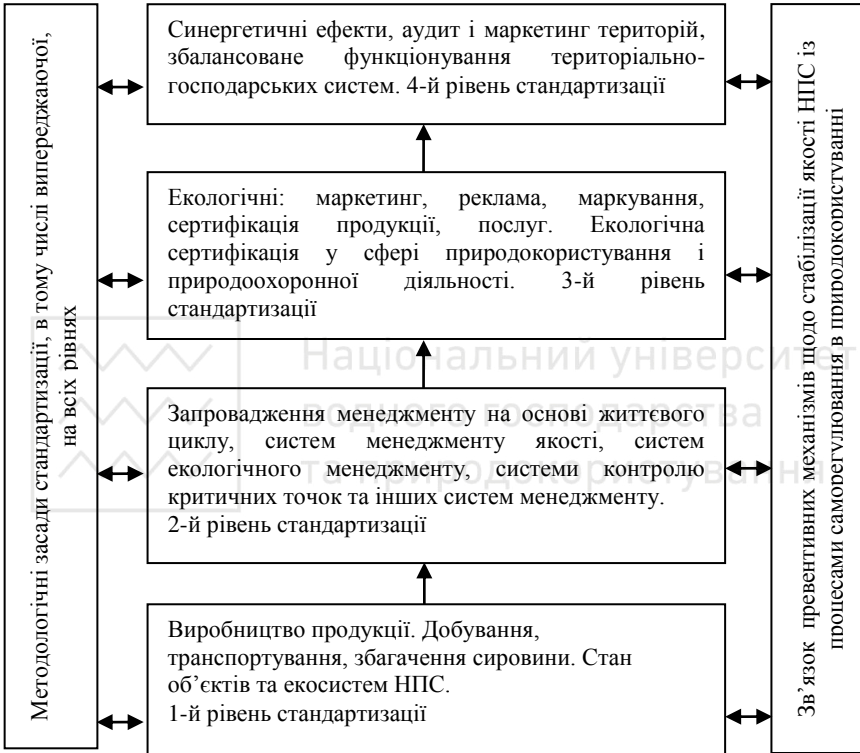 Методологічні засади стандартизації, в тому числі випереджаючої,
на всіх рівнях
Синергетичні ефекти, аудит і маркетинг територій,
збалансоване функціонування територіально-
господарських систем. 4-й рівень стандартизації
Екологічні: маркетинг, реклама, маркування,
сертифікація продукції, послуг. Екологічна
сертифікація у сфері природокористування і
природоохоронної діяльності. 3-й рівень
стандартизації
Запровадження менеджменту на основі життєвого
циклу, систем менеджменту якості, систем
екологічного менеджменту, системи контролю
критичних точок та інших систем менеджменту.
2-й рівень стандартизації
Виробництво продукції. Добування,
транспортування, збагачення сировини. Стан
об’єктів та екосистем НПС.
1-й рівень стандартизації
Зв’язок превентивних механізмів щодо стабілізації якості НПС із
процесами саморегулювання в природокористуванні
Національний університет
водного господарства
та природокористування